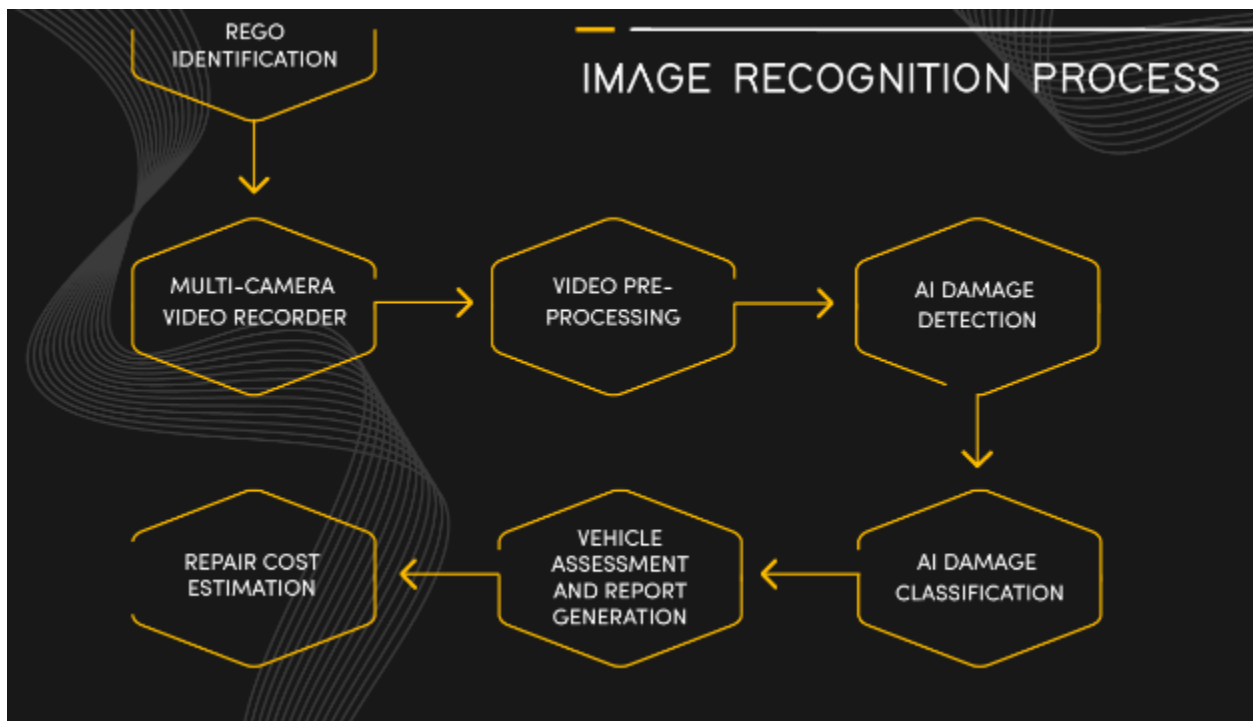 REGO
IDENTIFICATION
IMAGE RECOGNITION PROCESS
MULTI-CAMERA
VIDEO RECORDER
VIDEO PRE-
PROCESSING
AI DAMAGE
DETECTION
AI DAMAGE
CLASSIFICATION
VEHICLE
ASSESSMENT
AND REPORT
GENERATION
REPAIR COST
ESTIMATION